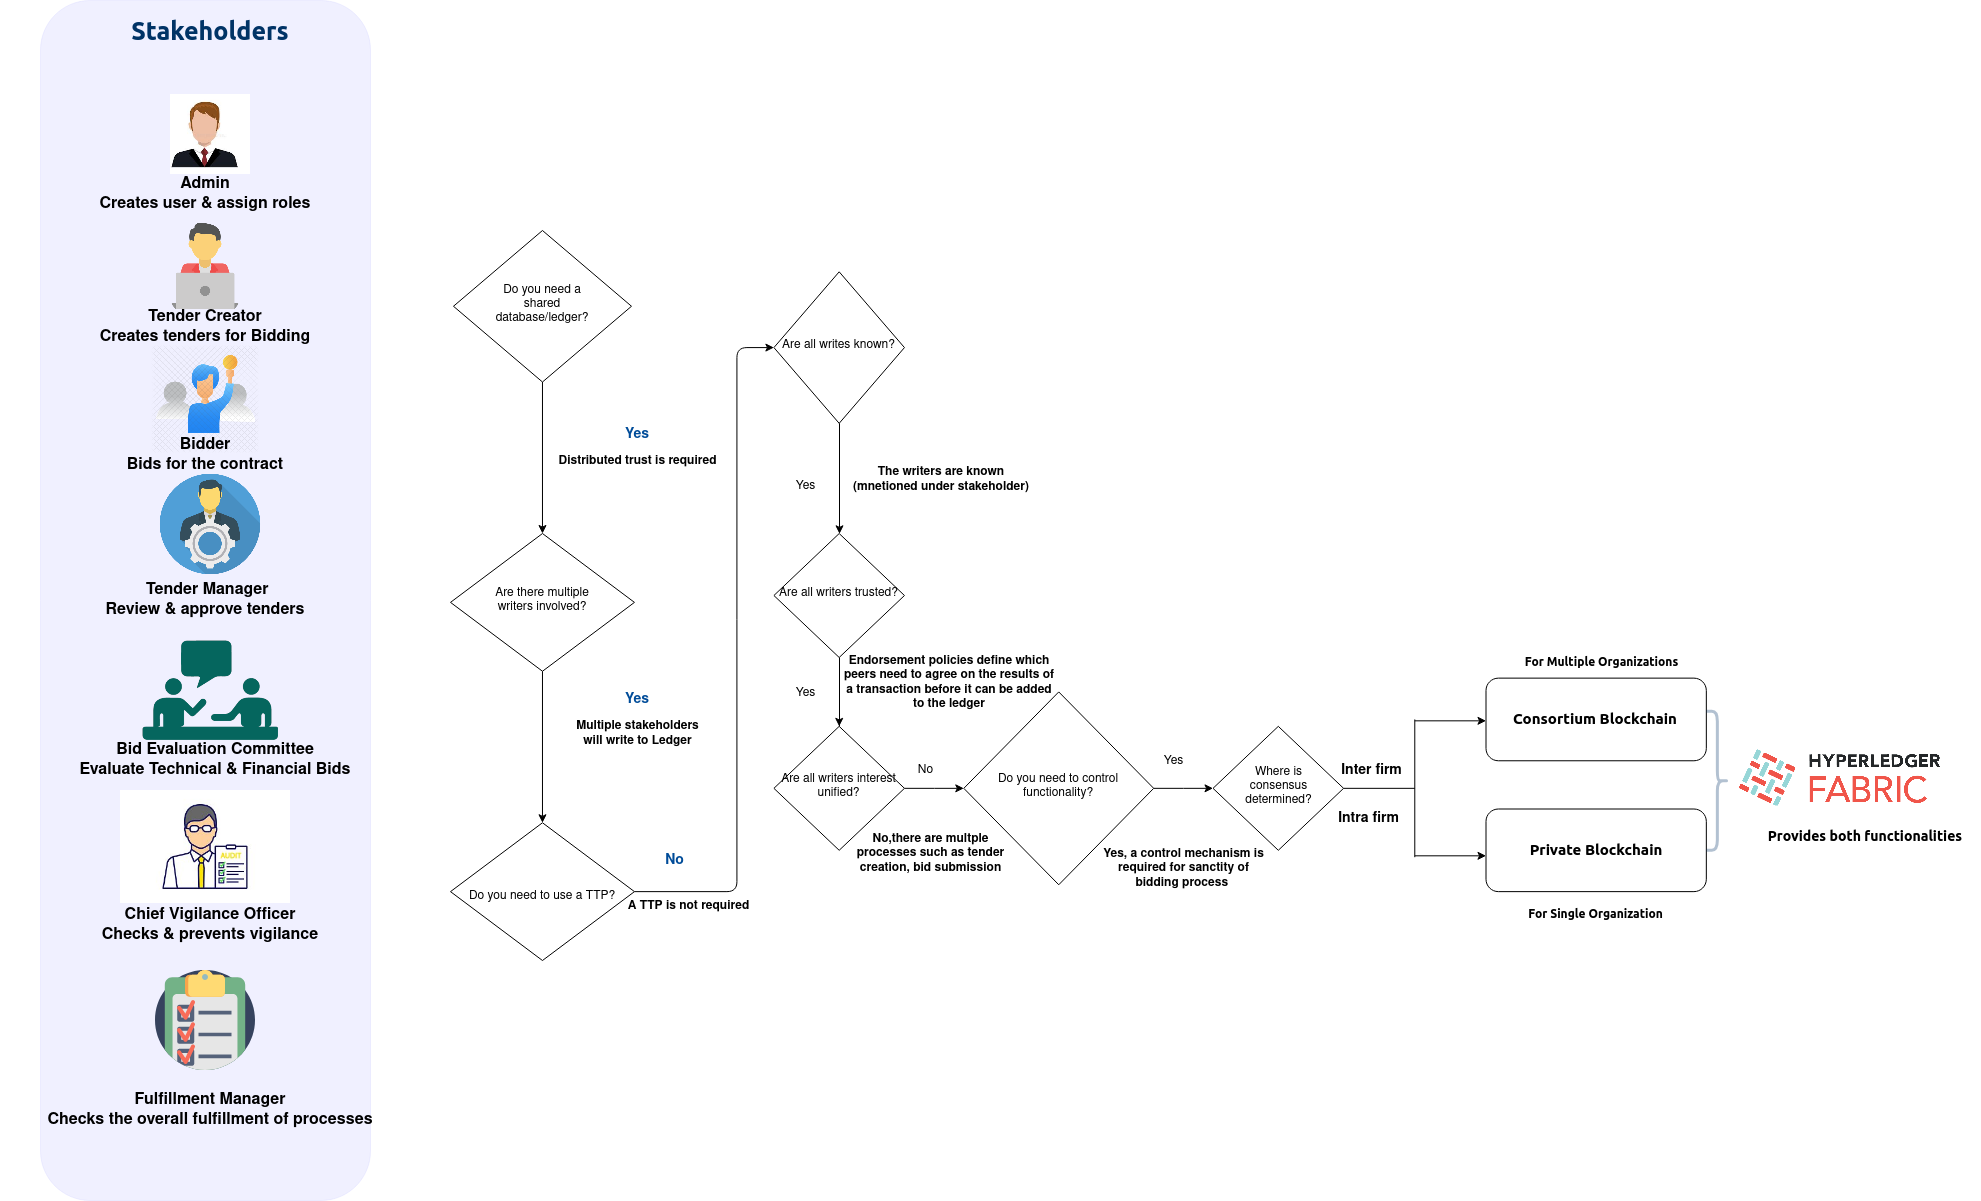 Stakeholders
Admin
Creates user & assign roles
Tender Creator
Creates tenders for Bidding
Bidder
Bids for the contract
Tender Manager
Review & approve tenders
Bid Evaluation Committee
Evaluate Technical & Financial Bids
AUDIT
Chief Vigilance Officer
Checks & prevents vigilance
Fulfillment Manager
Checks the overall fulfillment of processes
Do you need a
shared
database/ledger?
Yes
Distributed trust is required
Are there multiple
writers involved?
Yes
Multiple stakeholders
will write to Ledger
Do you need to use a TTP?
No
A TTP is not required
Are all writes known?
Yes
The writers are known
(mnetioned under stakeholder)
Are all writers trusted?
Yes
Endorsement policies define which
peers need to agree on the results of
a transaction before it can be added
to the ledger
Are all writers interest
unified?
No
No,there are multple
processes such as tender
creation, bid submission
Do you need to control
functionality?
Yes
Yes, a control mechanism is
required for sanctity of
bidding process
Where is
consensus
determined?
Inter firm
Intra firm
For Multiple Organizations
Consortium Blockchain
Private Blockchain
For Single Organization
HYPERLEDGER
FABRIC
Provides both functionalities